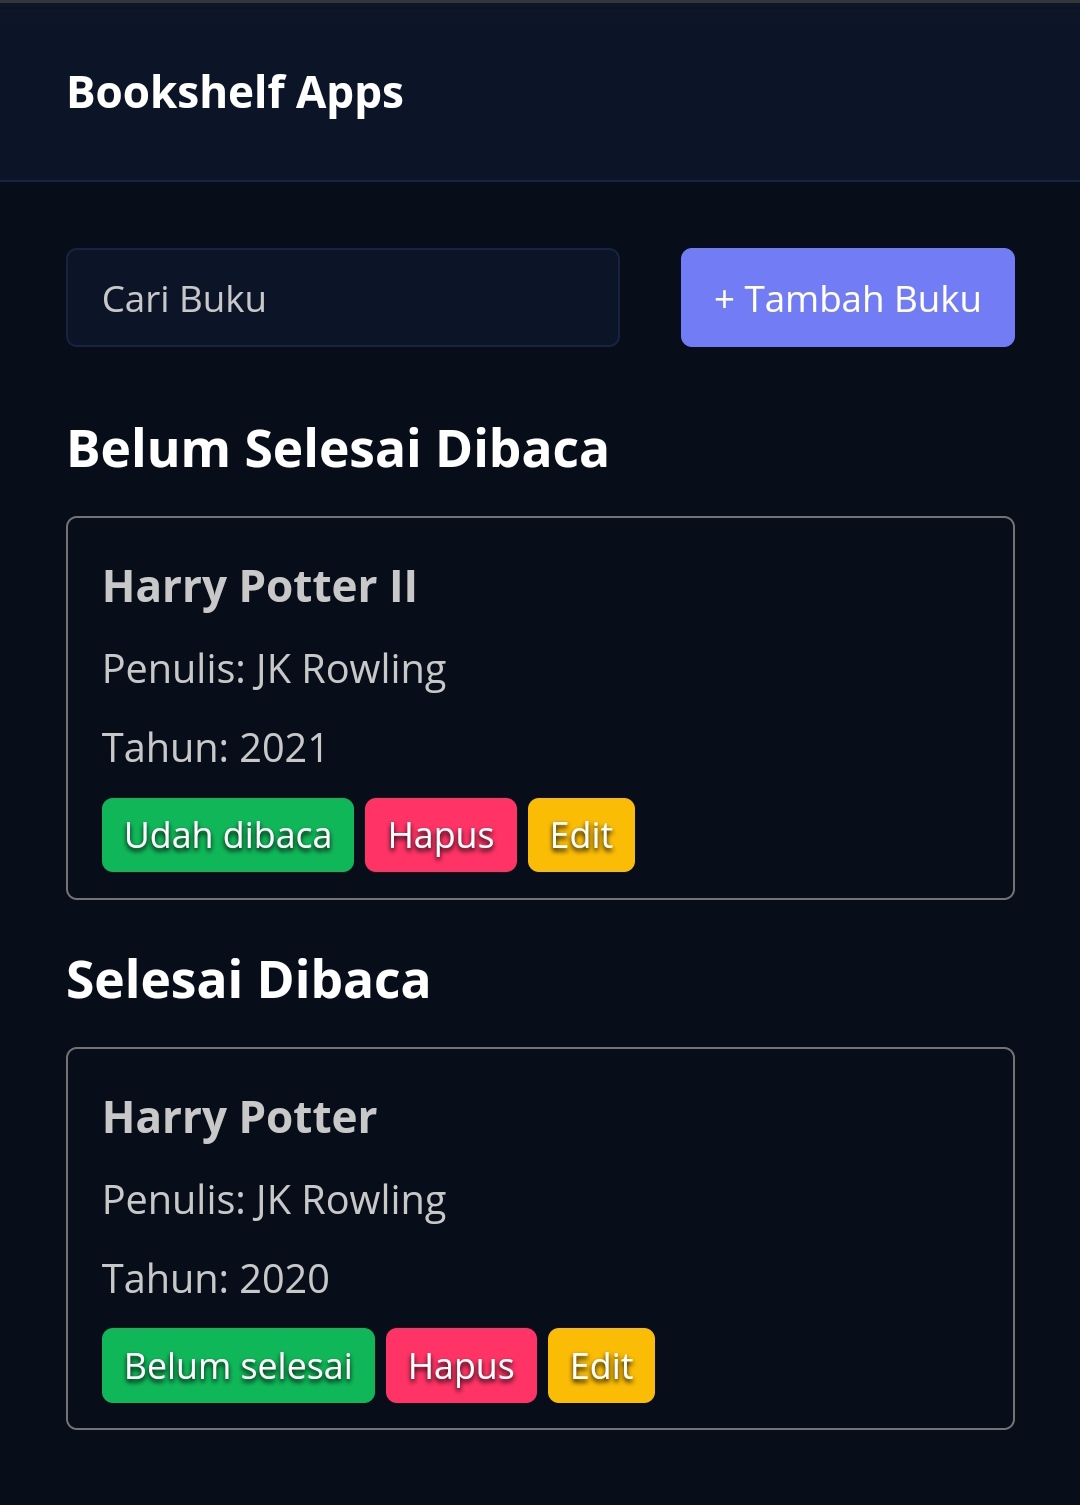 Bookshelf Apps
Cari Buku
+ Tambah Buku
Belum Selesai Dibaca
Harry Potter II
Penulis: JK Rowling
Tahun: 2021
Udah dibaca Hapus Edit
Selesai Dibaca
Harry Potter
Penulis: JK Rowling
Tahun: 2020
Belum selesai Hapus Edit